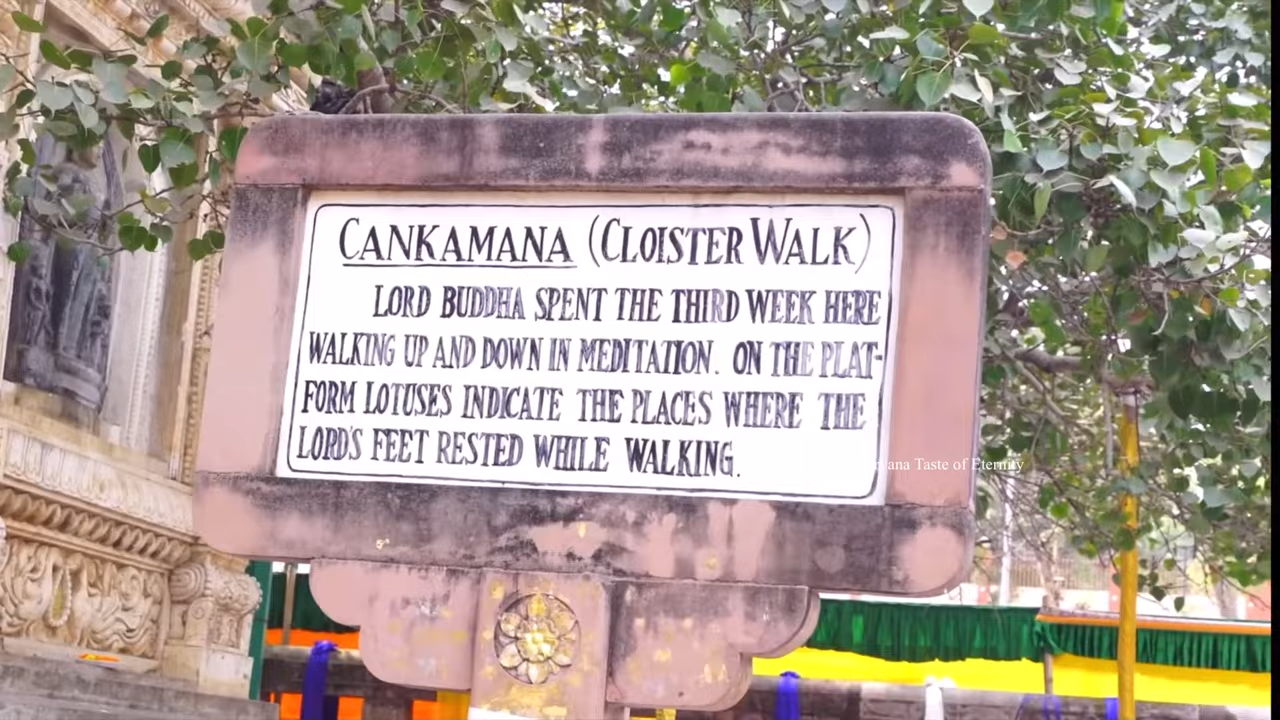 CANKAMANA (CLOISTER WALK)
LORD BUDDHA SPENT THE THIRD WEEK HERE
WALKING UP AND DOWN IN MEDITATION. ON THE PLAT-
FORM LOTUSES INDICATE THE PLACES WHERE THE
LORD'S FEET RESTED WHILE WALKING.
Taste of Eternity